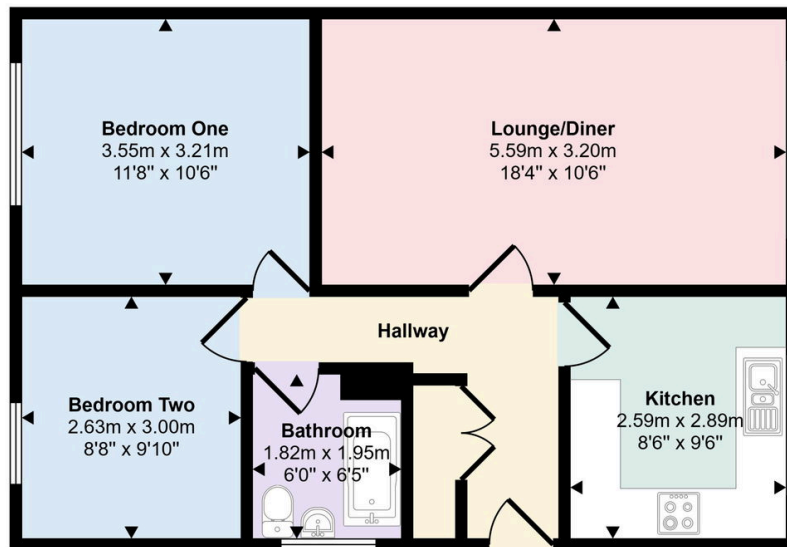 Bedroom One
3.55m x 3.21m
11'8" x 10'6"
Lounge/Diner
5.59m x 3.20m
18'4" x 10'6"
Hallway
Bedroom Two
2.63m x 3.00m
8'8" x 9'10"
Bathroom
1.82m x 1.95m
6'0" x 6'5"
Kitchen
2.59m x 2.89m
8'6" x 9'6"